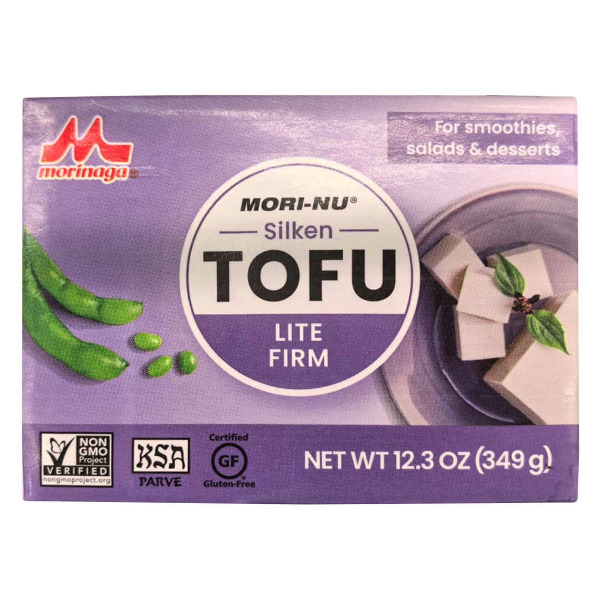 morinaga
For smoothies,
salads & desserts
MORI-NU®
Silken
TOFU
LITE
FIRM
NON
GMO
Project
VERIFIED
nongmoproject.org
KSA
PARVE
Certified
GF
Gluten-Free
NET WT 12.3 OZ (349 g)